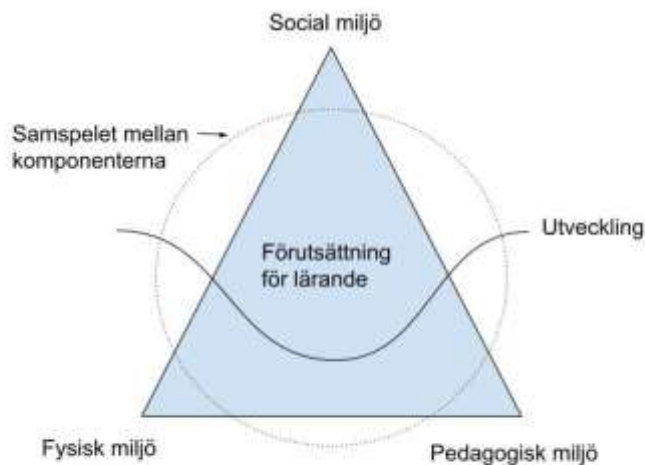 Social miljö
Samspelet mellan
komponenterna
Utveckling
Förutsättning
för lärande
Fysisk miljö
Pedagogisk miljö